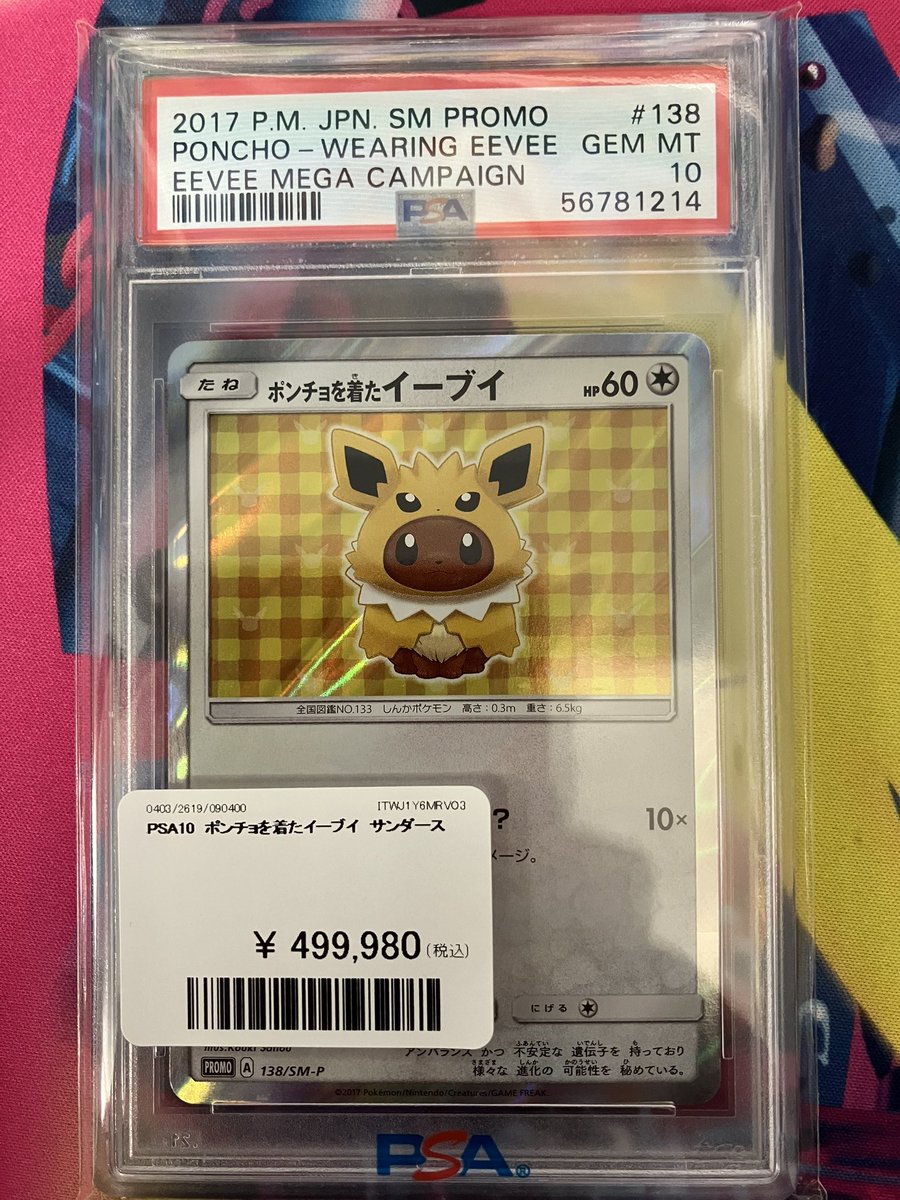 2017 P.M. JPN. SM PROMO #138
PONCHO-WEARING EEVEE GEM MT
EEVEE MEGA CAMPAIGN 10
PSA 56781214
たね ポンチョを着たイーブイ HP60
全国図鑑NO.133 しんかポケモン 高さ:0.3m 重さ:6.5kg
? 10×
メージ。
0403/2619/090400 ITWJ1Y6MRVO3
PSA10 ポンチョを着たイーブイ サンダース
¥ 499,980(税込)
にげる
アンバランス かつ 不安定な 遺伝子を 持っており
PROMO A 138/SM-P 様々な 進化の 可能性を 秘めている。
©2017 Pokémon/Nintendo/Creatures/GAME FREAK
PSA®